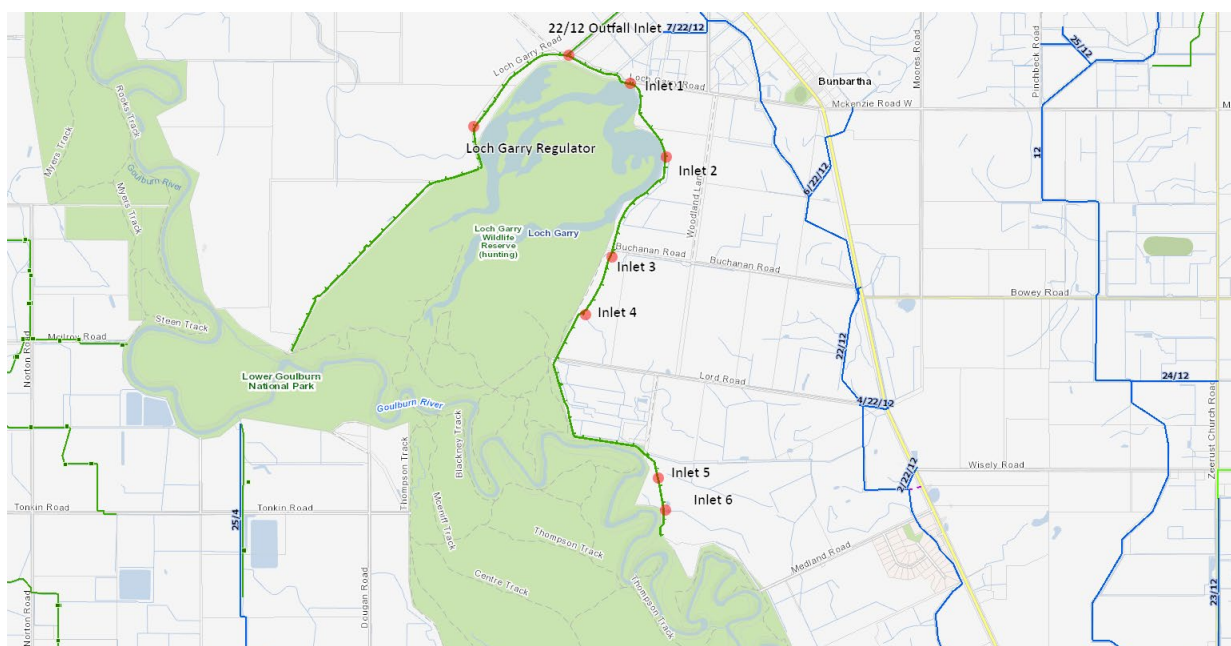 22/12 Outfall Inlet
7/22/12
Loch Garry Road
Loch Garry Road
Inlet 1
Bunbartha
Moores Road
Pinchbeck Road
25/12
Mckenzie Road W
M
Rooks Track
Myers Track
Goulburn River
Myers Track
Loch Garry Regulator
Inlet 2
Woodland Lan
6/22/12
12
Loch Garry
Wildlife
Reserve
(hunting)
Loch Garry
Buchanan Road
Buchanan Road
Inlet 3
Bowey Road
Inlet 4
Steen Track
Mcilroy Road
Norton Road
22/12
Lower Goulburn
National Park
Goulburn River
Lord Road
4/22/12
24/12
Zeerust Church Road
Blackney Track
Thompson Track
Inlet 5
2/22/12
Wisely Road
Inlet 6
Tonkin Road
25/4
Tonkin Road
Mceniff Track
Thompson Track
Medland Road
Centre Track
Thompson Track
Dougan Road
Norton Road
23/12